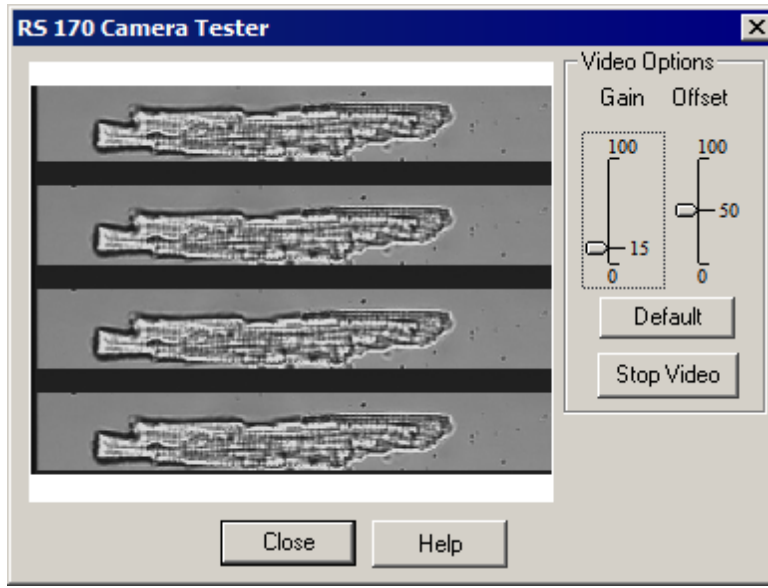 RS 170 Camera Tester
Video Options
Gain Offset
100 100
50
15
0 0
Default
Stop Video
Close Help